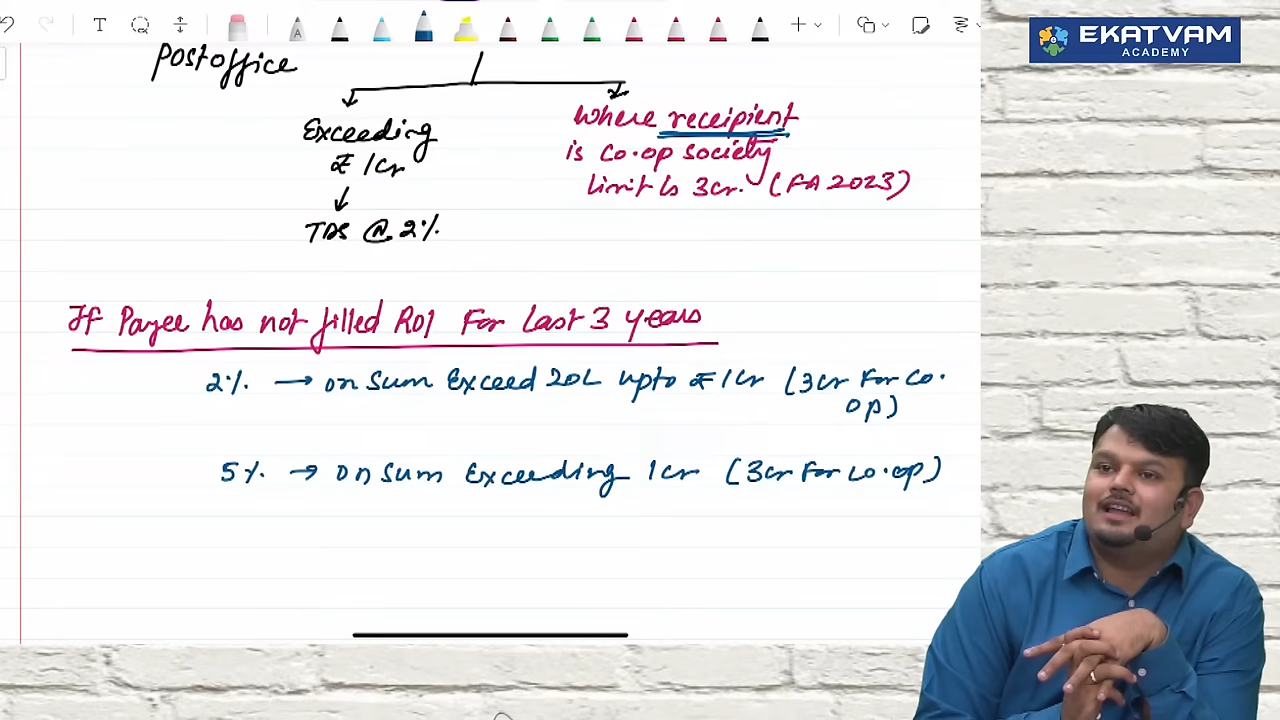 EKATVAM
ACADEMY
Postoffice
Exceeding
₹ 1Cr
TDS @ 2%
Where receipient
is Co.op society
limit is 3cr. (FA 2023)
If Payee has not filled ROI For last 3 years
2% → on sum Exceed 20L upto ₹ 1Cr (3Cr For Co.
op)
5% → on sum Exceeding 1Cr (3Cr For Co.op)